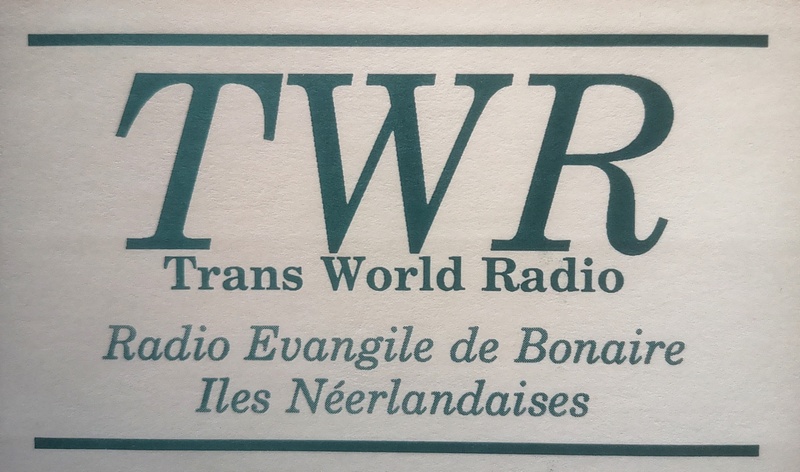 TWR
Trans World Radio
Radio Evangile de Bonaire
Iles Néerlandaises